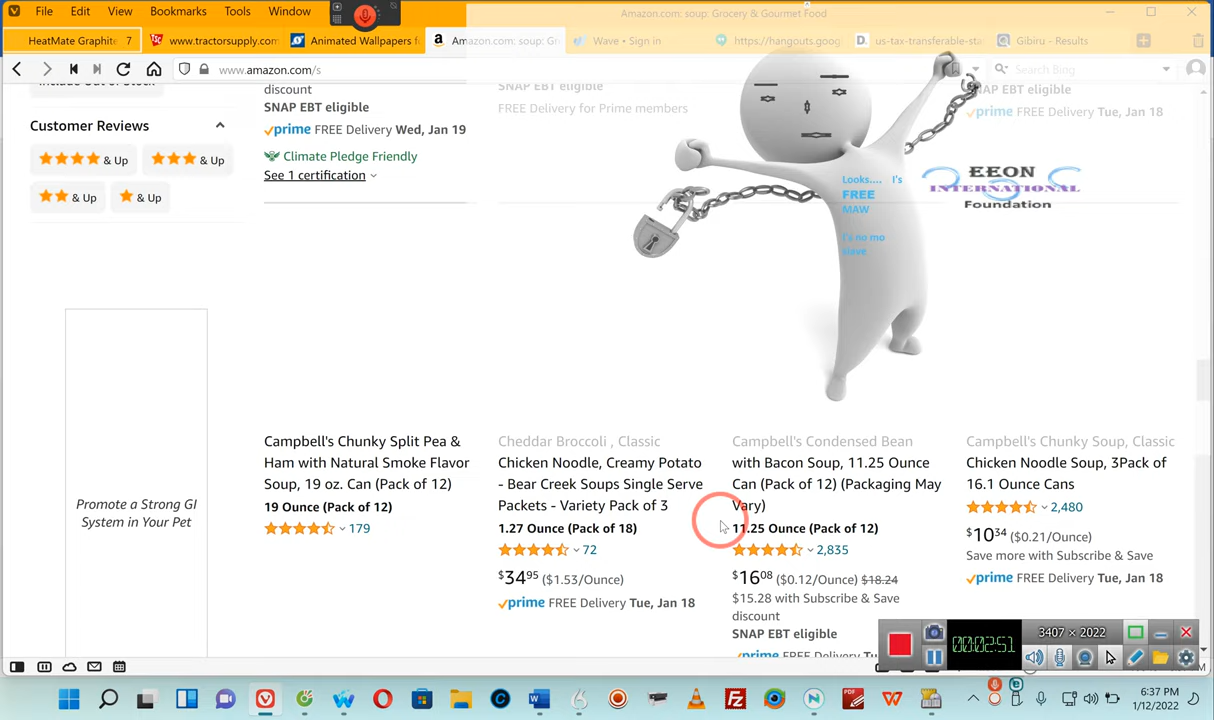 Amazon.com: soup: Grocery & Gourmet Food
File Edit View Bookmarks Tools Window
HeatMate Graphite 7
www.tractorsupply.com
Animated Wallpapers f
Amazon.com: soup: Gro
Wave • Sign in
https://hangouts.goog
us-tax-transferable-sta
Gibiru - Results
www.amazon.com/s
Search Bing
Include Out of Stock
Customer Reviews
& Up
& Up
& Up
& Up
Promote a Strong GI
System in Your Pet
discount
SNAP EBT eligible
prime FREE Delivery Wed, Jan 19
Climate Pledge Friendly
See 1 certification
SNAP EBT eligible
FREE Delivery for Prime members
SNAP EBT eligible
prime FREE Delivery Tue, Jan 18
Looks.... I's
FREE
MAW
I's no mo
slave
EEON
INTERNATIONAL
Foundation
Campbell's Chunky Split Pea &
Ham with Natural Smoke Flavor
Soup, 19 oz. Can (Pack of 12)
19 Ounce (Pack of 12)
179
Cheddar Broccoli , Classic
Chicken Noodle, Creamy Potato
- Bear Creek Soups Single Serve
Packets - Variety Pack of 3
1.27 Ounce (Pack of 18)
72
$34.95 ($1.53/Ounce)
prime FREE Delivery Tue, Jan 18
Campbell's Condensed Bean
with Bacon Soup, 11.25 Ounce
Can (Pack of 12) (Packaging May
Vary)
11.25 Ounce (Pack of 12)
2,835
$16.08 ($0.12/Ounce) $18.24
$15.28 with Subscribe & Save
discount
SNAP EBT eligible
prime FREE Delivery Tu
Campbell's Chunky Soup, Classic
Chicken Noodle Soup, 3Pack of
16.1 Ounce Cans
2,480
$10.34 ($0.21/Ounce)
Save more with Subscribe & Save
prime FREE Delivery Tue, Jan 18
00:02:51
3407 × 2022
6:37 PM
1/12/2022